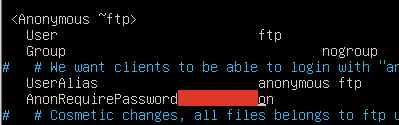 <Anonymous ~ftp>
User ftp
Group nogroup
# # We want clients to be able to login with "an
UserAlias anonymous ftp
AnonRequirePassword on
# # Cosmetic changes, all files belongs to ftp u